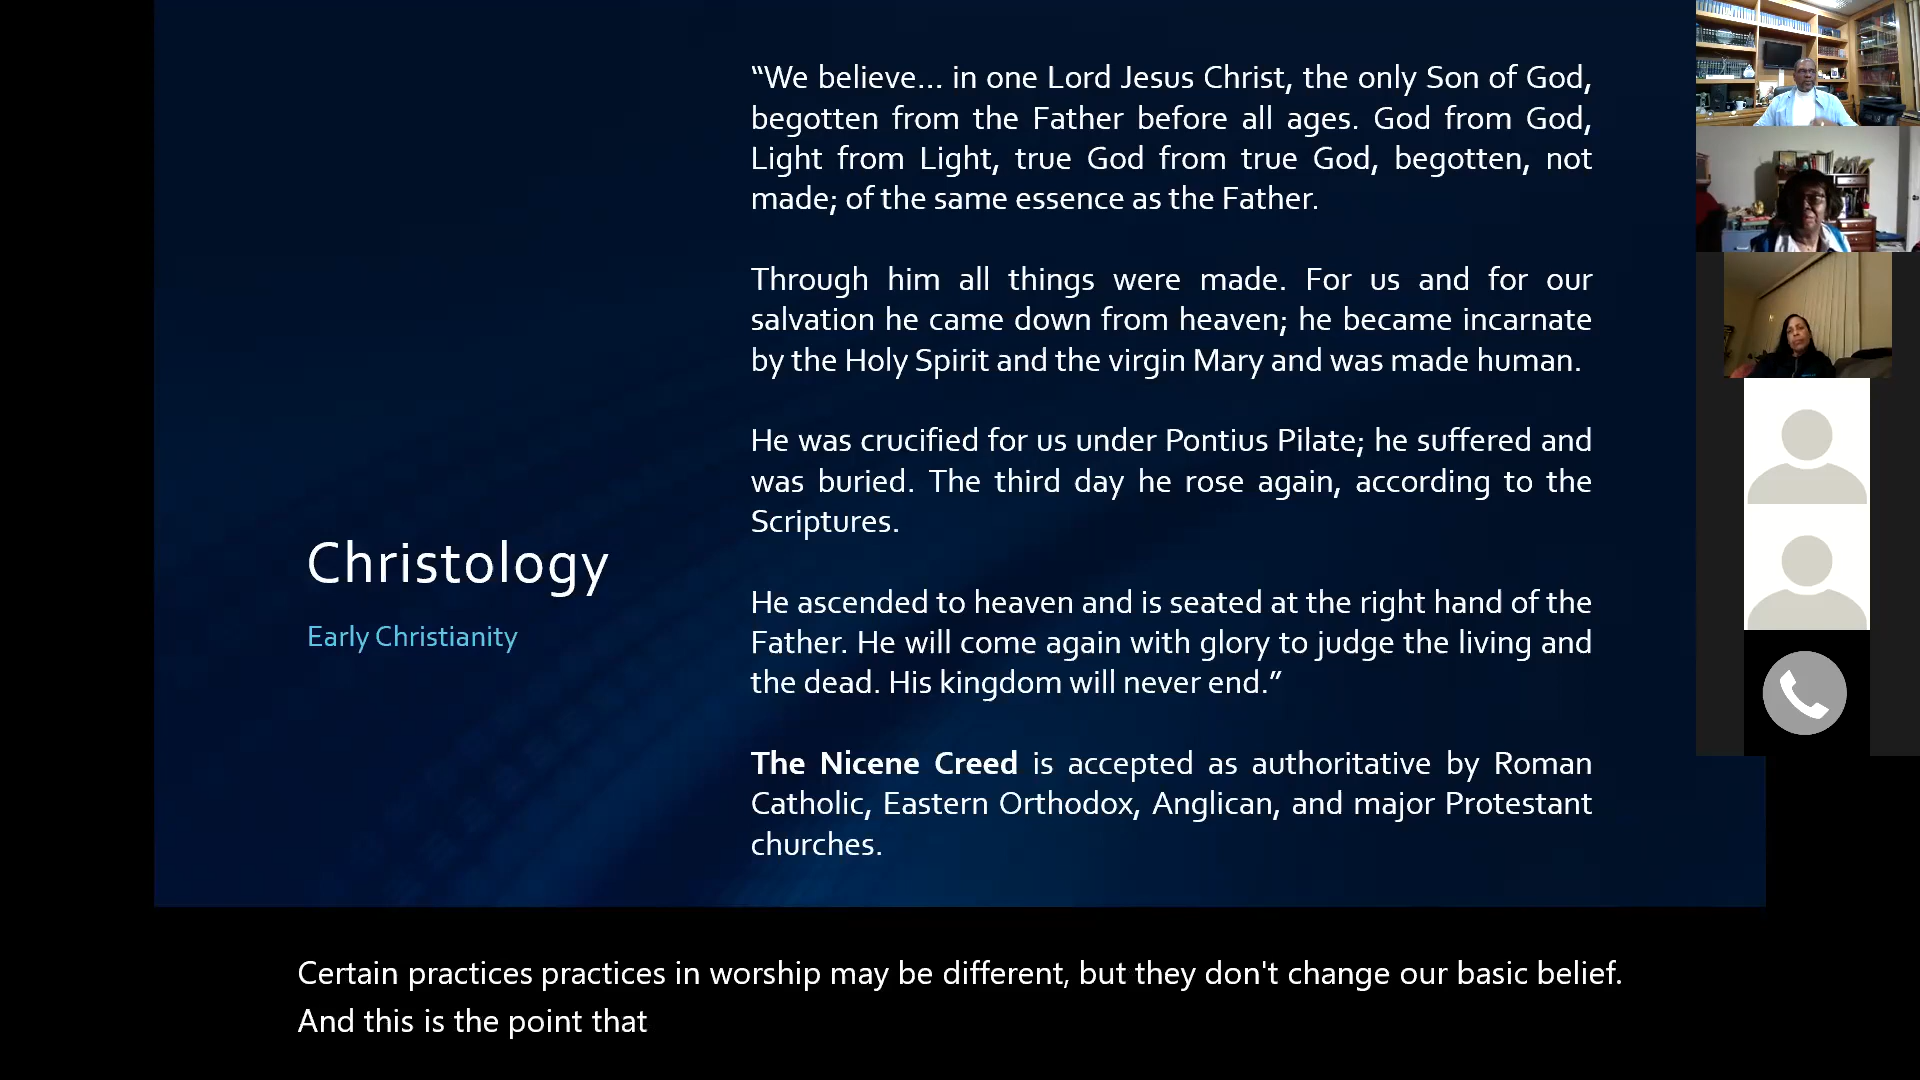 Christology
Early Christianity
“We believe... in one Lord Jesus Christ, the only Son of God,
begotten from the Father before all ages. God from God,
Light from Light, true God from true God, begotten, not
made; of the same essence as the Father.
Through him all things were made. For us and for our
salvation he came down from heaven; he became incarnate
by the Holy Spirit and the virgin Mary and was made human.
He was crucified for us under Pontius Pilate; he suffered and
was buried. The third day he rose again, according to the
Scriptures.
He ascended to heaven and is seated at the right hand of the
Father. He will come again with glory to judge the living and
the dead. His kingdom will never end.”
The Nicene Creed is accepted as authoritative by Roman
Catholic, Eastern Orthodox, Anglican, and major Protestant
churches.
Certain practices practices in worship may be different, but they don't change our basic belief.
And this is the point that